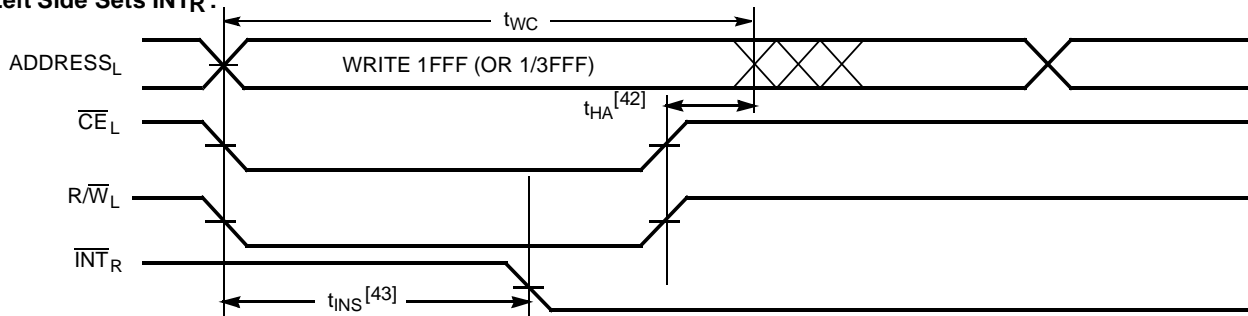 Left Side Sets INTR:
tWC
ADDRESSL
WRITE 1FFF (OR 1/3FFF)
tHA[42]
CEL
R/WL
INTR
tINS[43]